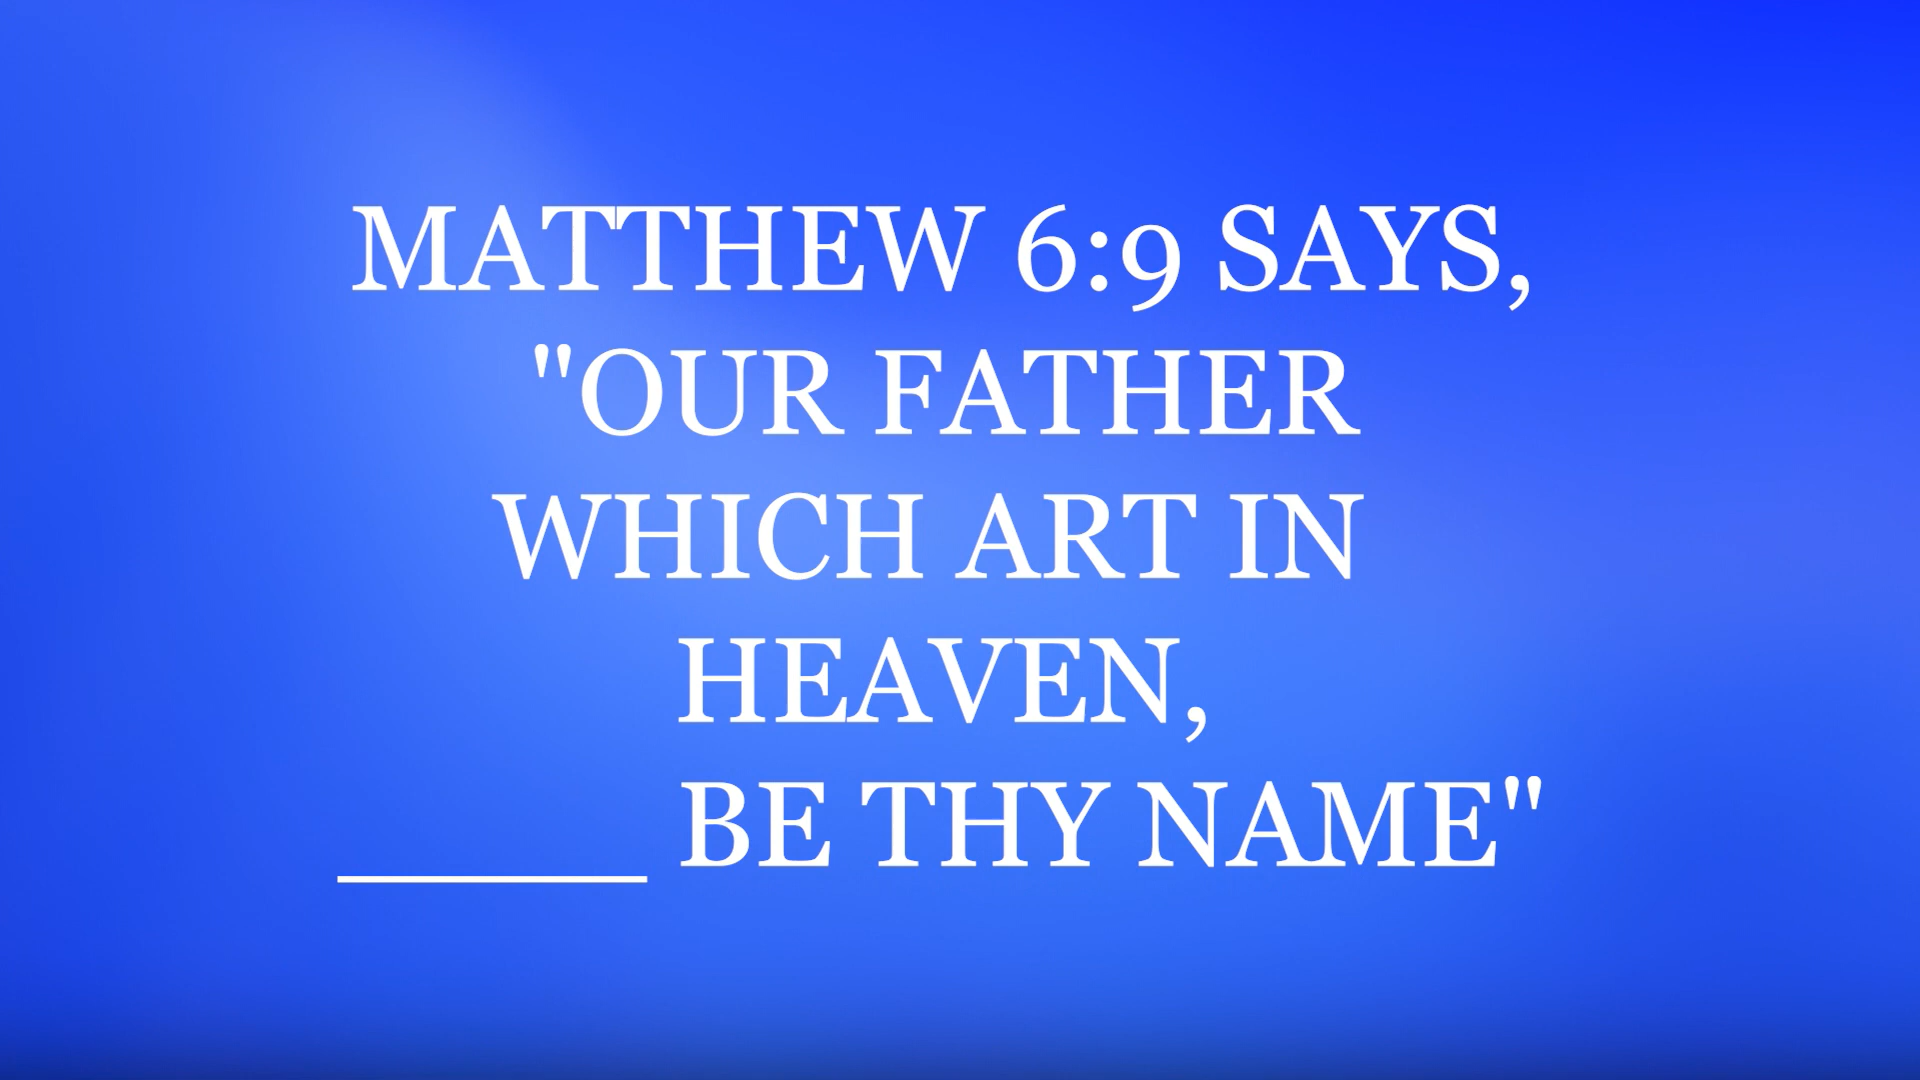 MATTHEW 6:9 SAYS,
"OUR FATHER
WHICH ART IN
HEAVEN,
______ BE THY NAME"